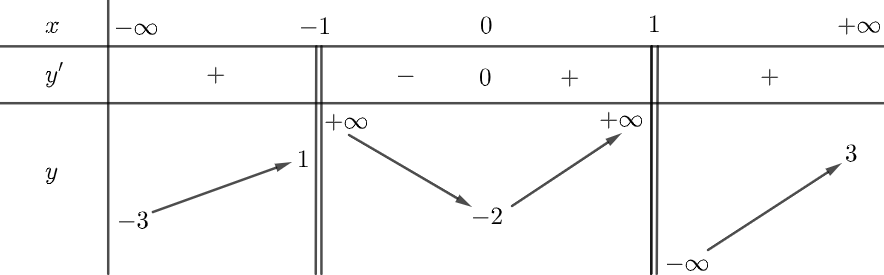 x −∞ −1 0 1 +∞
y′ + − 0 + +
+∞ +∞
1 3
y
−3 −2
−∞